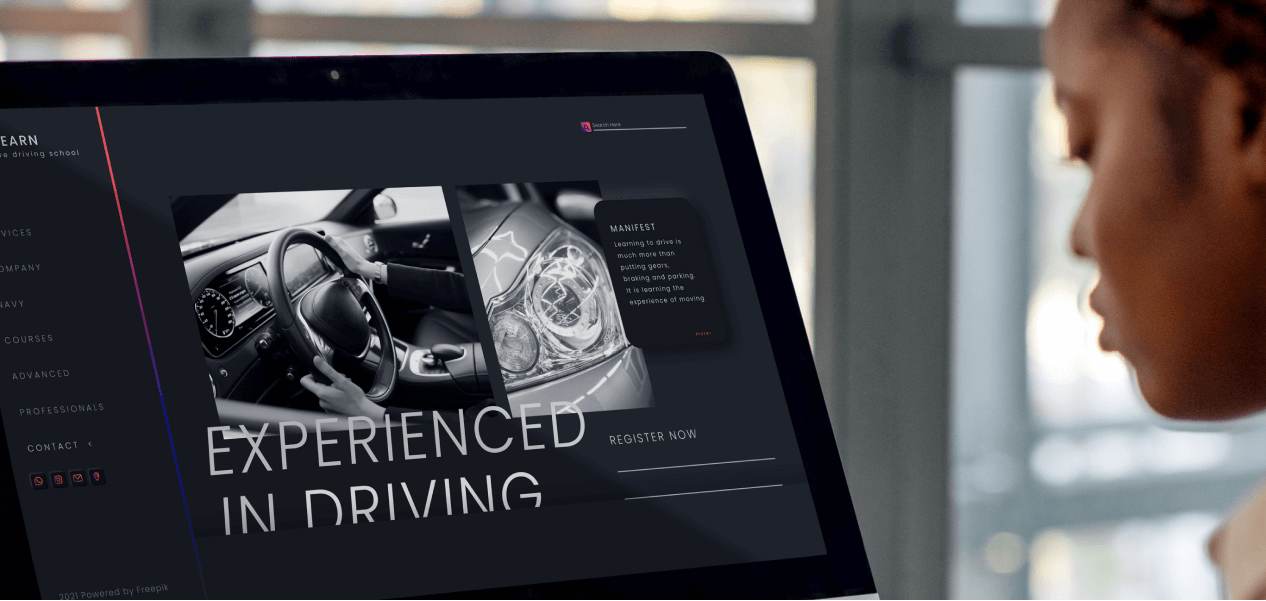 EARN
re driving school
VICES
OMPANY
NAVY
COURSES
ADVANCED
PROFESSIONALS
CONTACT <
2021 Powered by Freepik
Search Here
MANIFEST
Learning to drive is
much more than
putting gears,
braking and parking.
It is learning the
experience of moving
more!
EXPERIENCED
IN DRIVING
REGISTER NOW